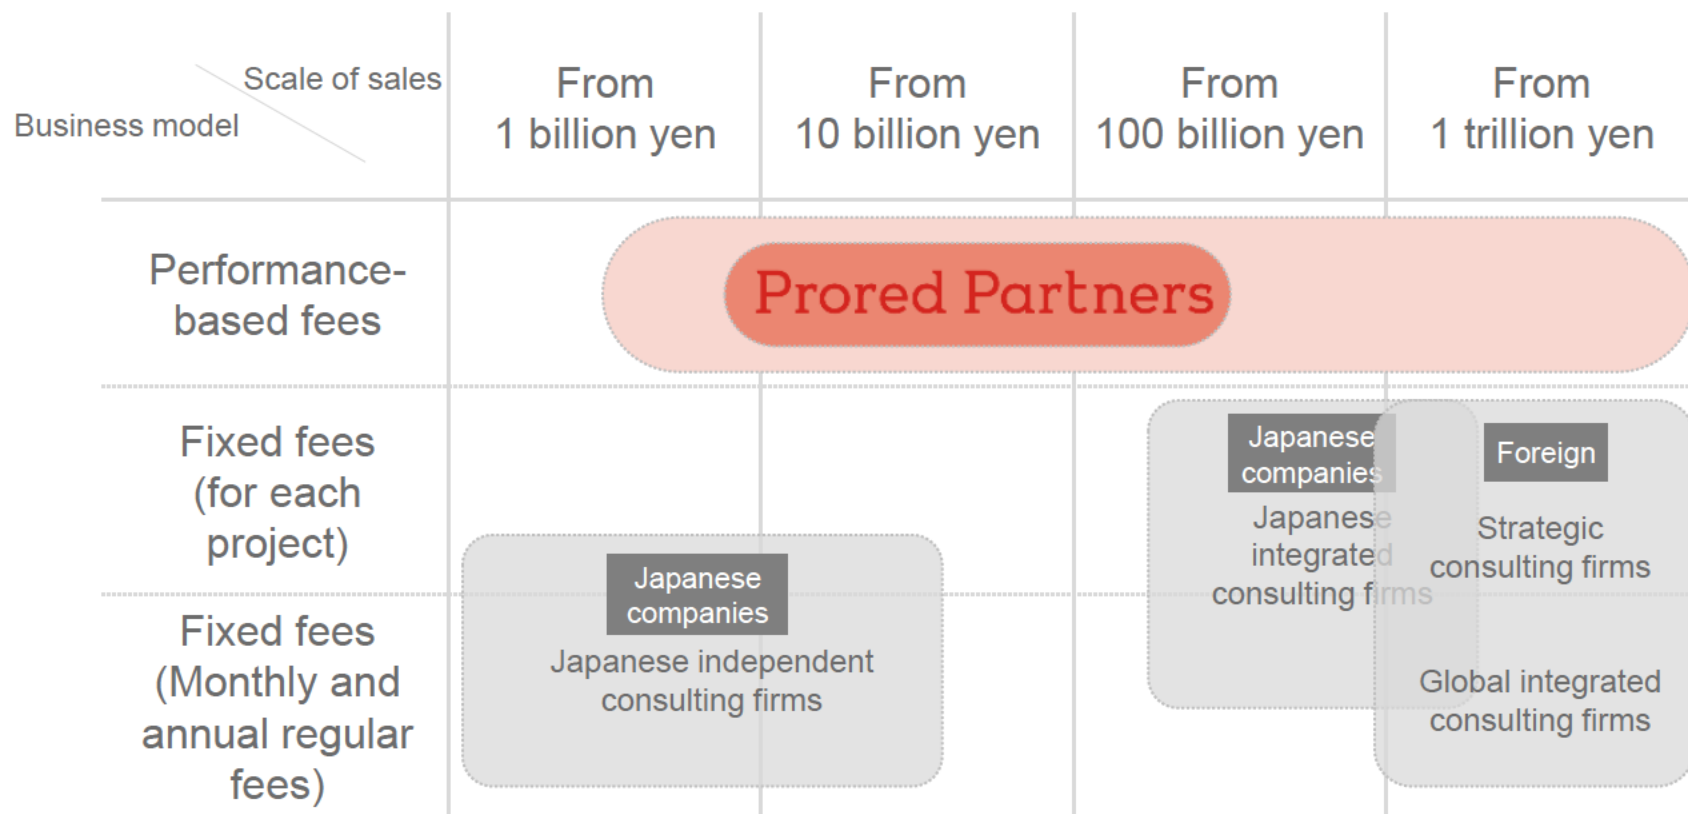 Scale of sales
Business model
From
1 billion yen
From
10 billion yen
From
100 billion yen
From
1 trillion yen
Performance-
based fees
Prored Partners
Fixed fees
(for each
project)
Japanese
companies
Japanese
integrated
consulting firms
Foreign
Strategic
consulting firms
Global integrated
consulting firms
Fixed fees
(Monthly and
annual regular
fees)
Japanese
companies
Japanese independent
consulting firms